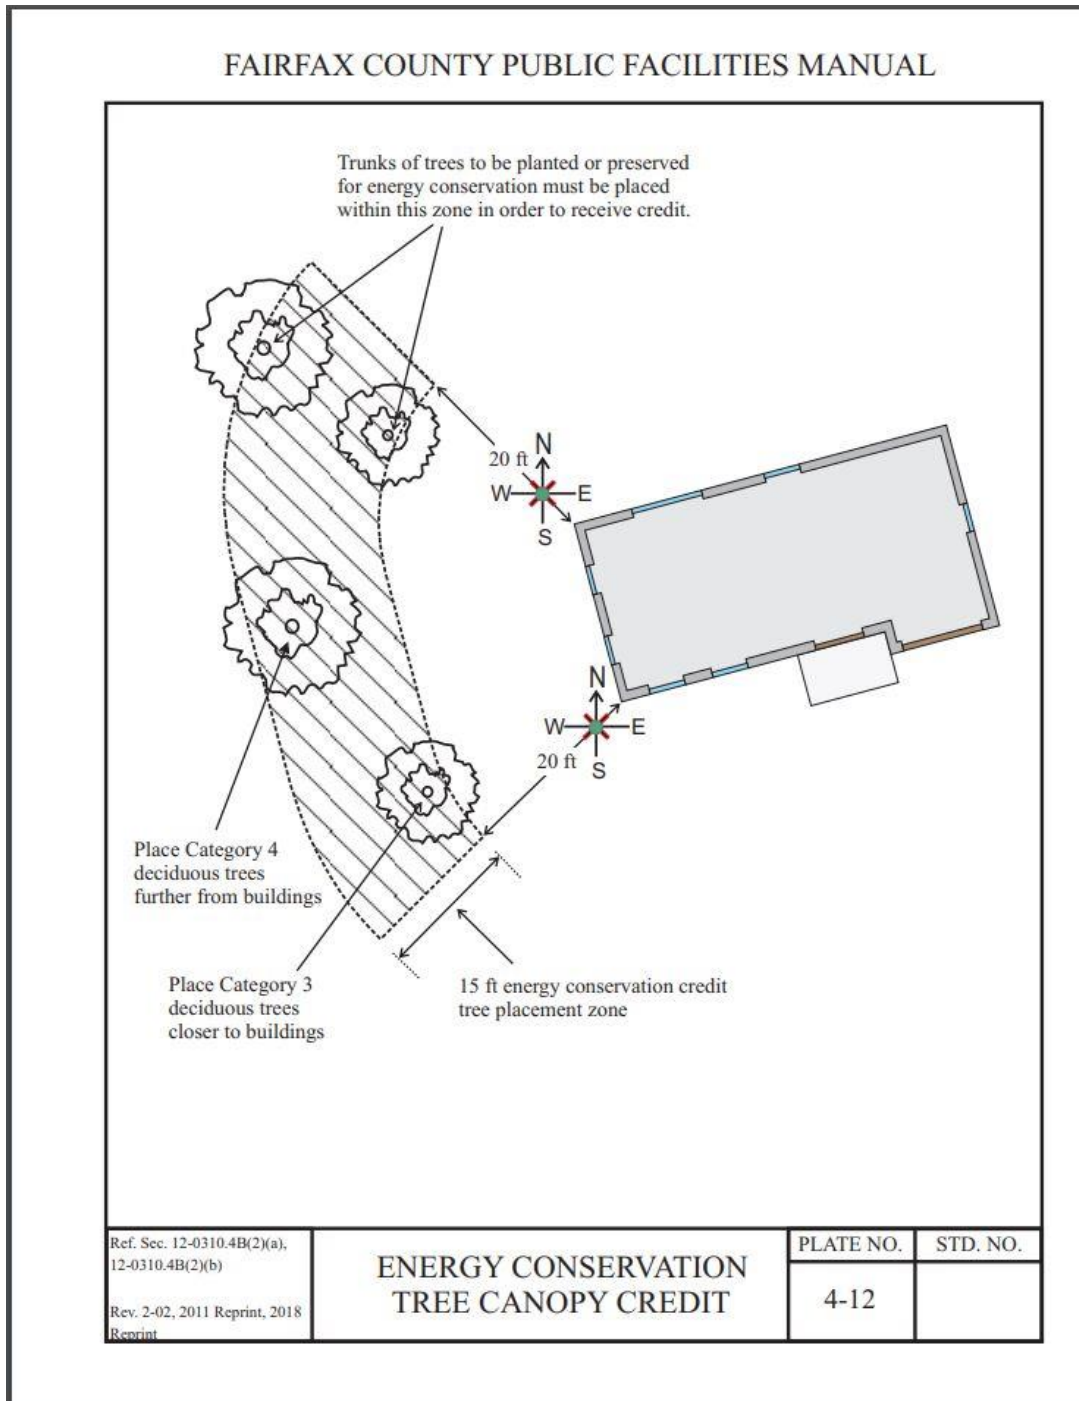 FAIRFAX COUNTY PUBLIC FACILITIES MANUAL
Trunks of trees to be planted or preserved
for energy conservation must be placed
within this zone in order to receive credit.
20 ft
N
W
E
S
N
W
E
S
20 ft
Place Category 4
deciduous trees
further from buildings
Place Category 3
deciduous trees
closer to buildings
15 ft energy conservation credit
tree placement zone
Ref. Sec. 12-0310.4B(2)(a),
12-0310.4B(2)(b)
Rev. 2-02, 2011 Reprint, 2018
Reprint
ENERGY CONSERVATION
TREE CANOPY CREDIT
PLATE NO.
4-12
STD. NO.